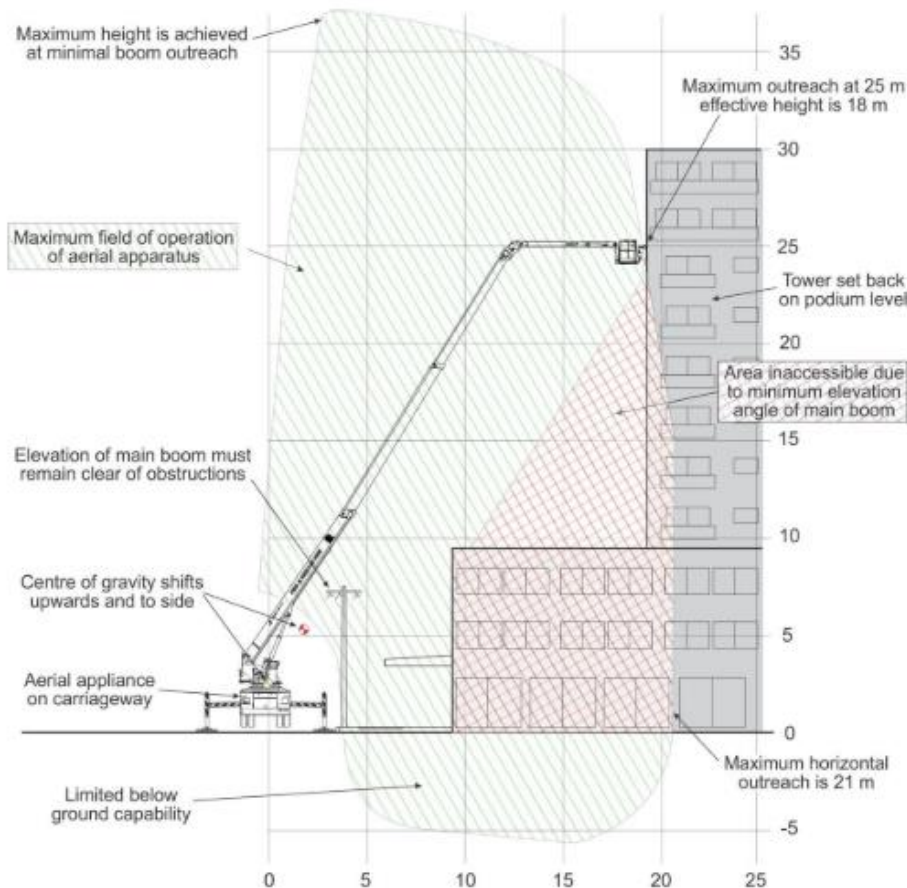 Maximum height is achieved
at minimal boom outreach
35
Maximum outreach at 25 m
effective height is 18 m
30
Maximum field of operation
of aerial apparatus
25
Tower set back
on podium level
20
Area inaccessible due
to minimum elevation
angle of main boom
15
Elevation of main boom must
remain clear of obstructions
10
Centre of gravity shifts
upwards and to side
5
Aerial appliance
on carriageway
0
Maximum horizontal
outreach is 21 m
Limited below
ground capability
-5
0 5 10 15 20 25